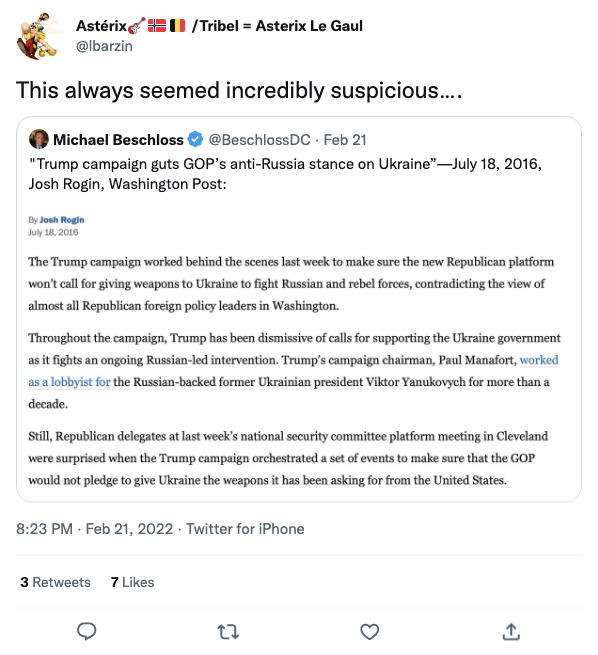 Astérix🎸🇳🇴🇧🇪 /Tribel = Asterix Le Gaul
@lbarzin
This always seemed incredibly suspicious....
Michael Beschloss @BeschlossDC · Feb 21
"Trump campaign guts GOP's anti-Russia stance on Ukraine”—July 18, 2016,
Josh Rogin, Washington Post:
By Josh Rogin
July 18, 2016
The Trump campaign worked behind the scenes last week to make sure the new Republican platform
won't call for giving weapons to Ukraine to fight Russian and rebel forces, contradicting the view of
almost all Republican foreign policy leaders in Washington.
Throughout the campaign, Trump has been dismissive of calls for supporting the Ukraine government
as it fights an ongoing Russian-led intervention. Trump's campaign chairman, Paul Manafort, worked
as a lobbyist for the Russian-backed former Ukrainian president Viktor Yanukovych for more than a
decade.
Still, Republican delegates at last week's national security committee platform meeting in Cleveland
were surprised when the Trump campaign orchestrated a set of events to make sure that the GOP
would not pledge to give Ukraine the weapons it has been asking for from the United States.
8:23 PM · Feb 21, 2022 · Twitter for iPhone
3 Retweets 7 Likes